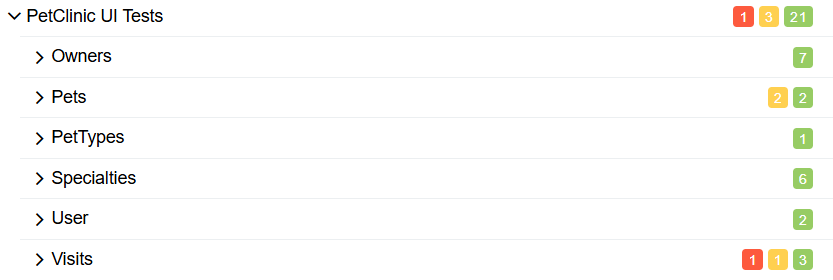 PetClinic UI Tests 1 3 21
Owners 7
Pets 2 2
PetTypes 1
Specialties 6
User 2
Visits 1 1 3